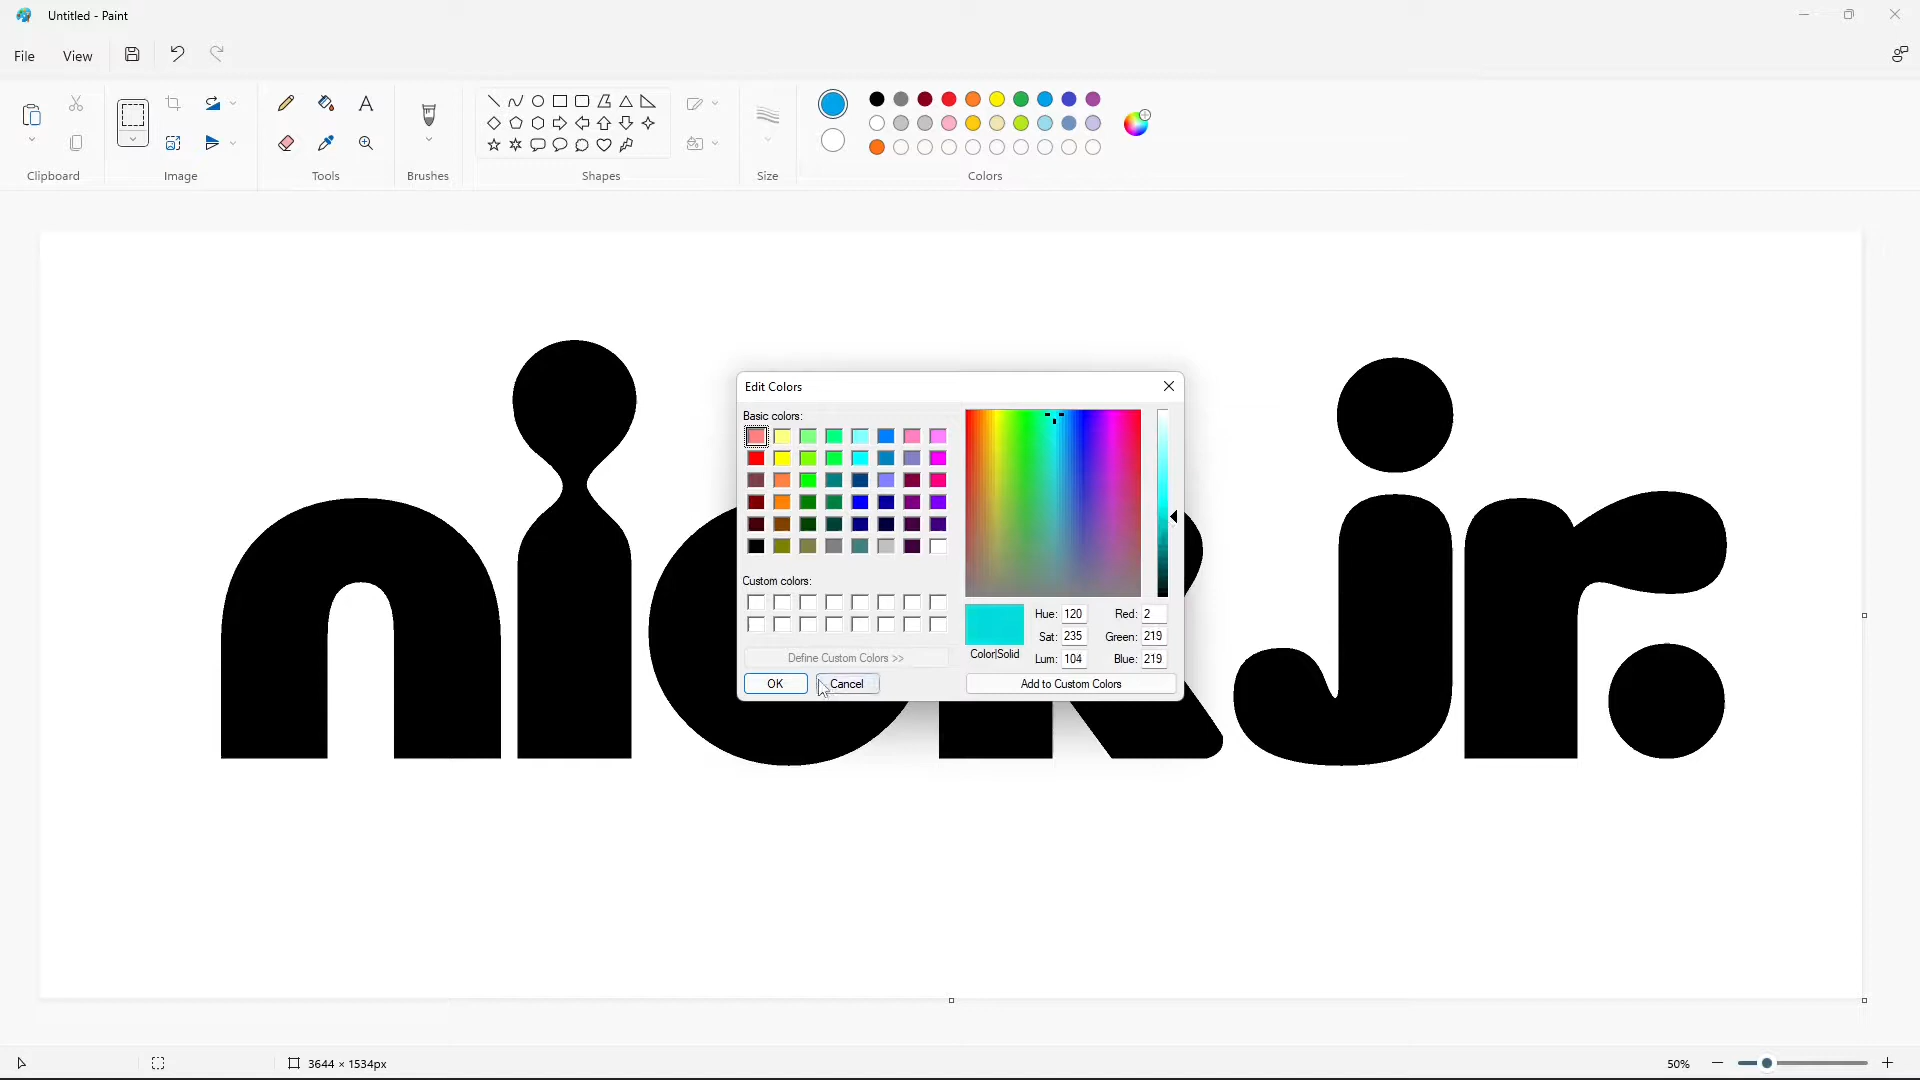 Untitled - Paint
File View
Clipboard
Image
Tools
Brushes
Shapes
Size
Colors
nick jr.
Edit Colors
Basic colors:
Custom colors:
Define Custom Colors >>
OK
Cancel
Color|Solid
Hue: 120
Sat: 235
Lum: 104
Red: 2
Green: 219
Blue: 219
Add to Custom Colors
3644 × 1534px
50%